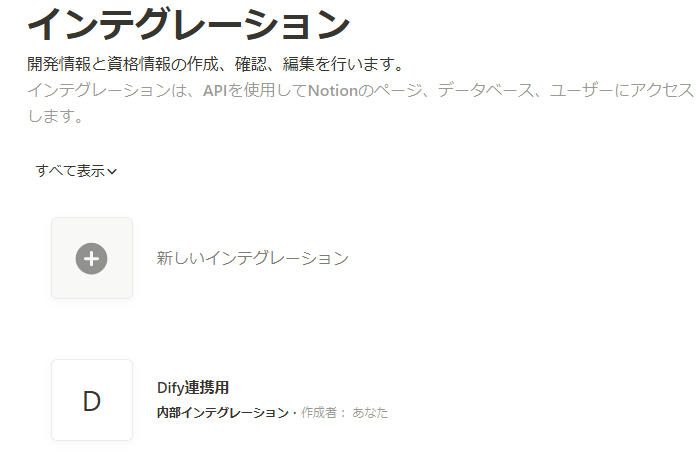 インテグレーション
開発情報と資格情報の作成、確認、編集を行います。
インテグレーションは、APIを使用してNotionのページ、データベース、ユーザーにアクセス
します。
すべて表示
新しいインテグレーション
D
Dify連携用
内部インテグレーション・作成者： あなた